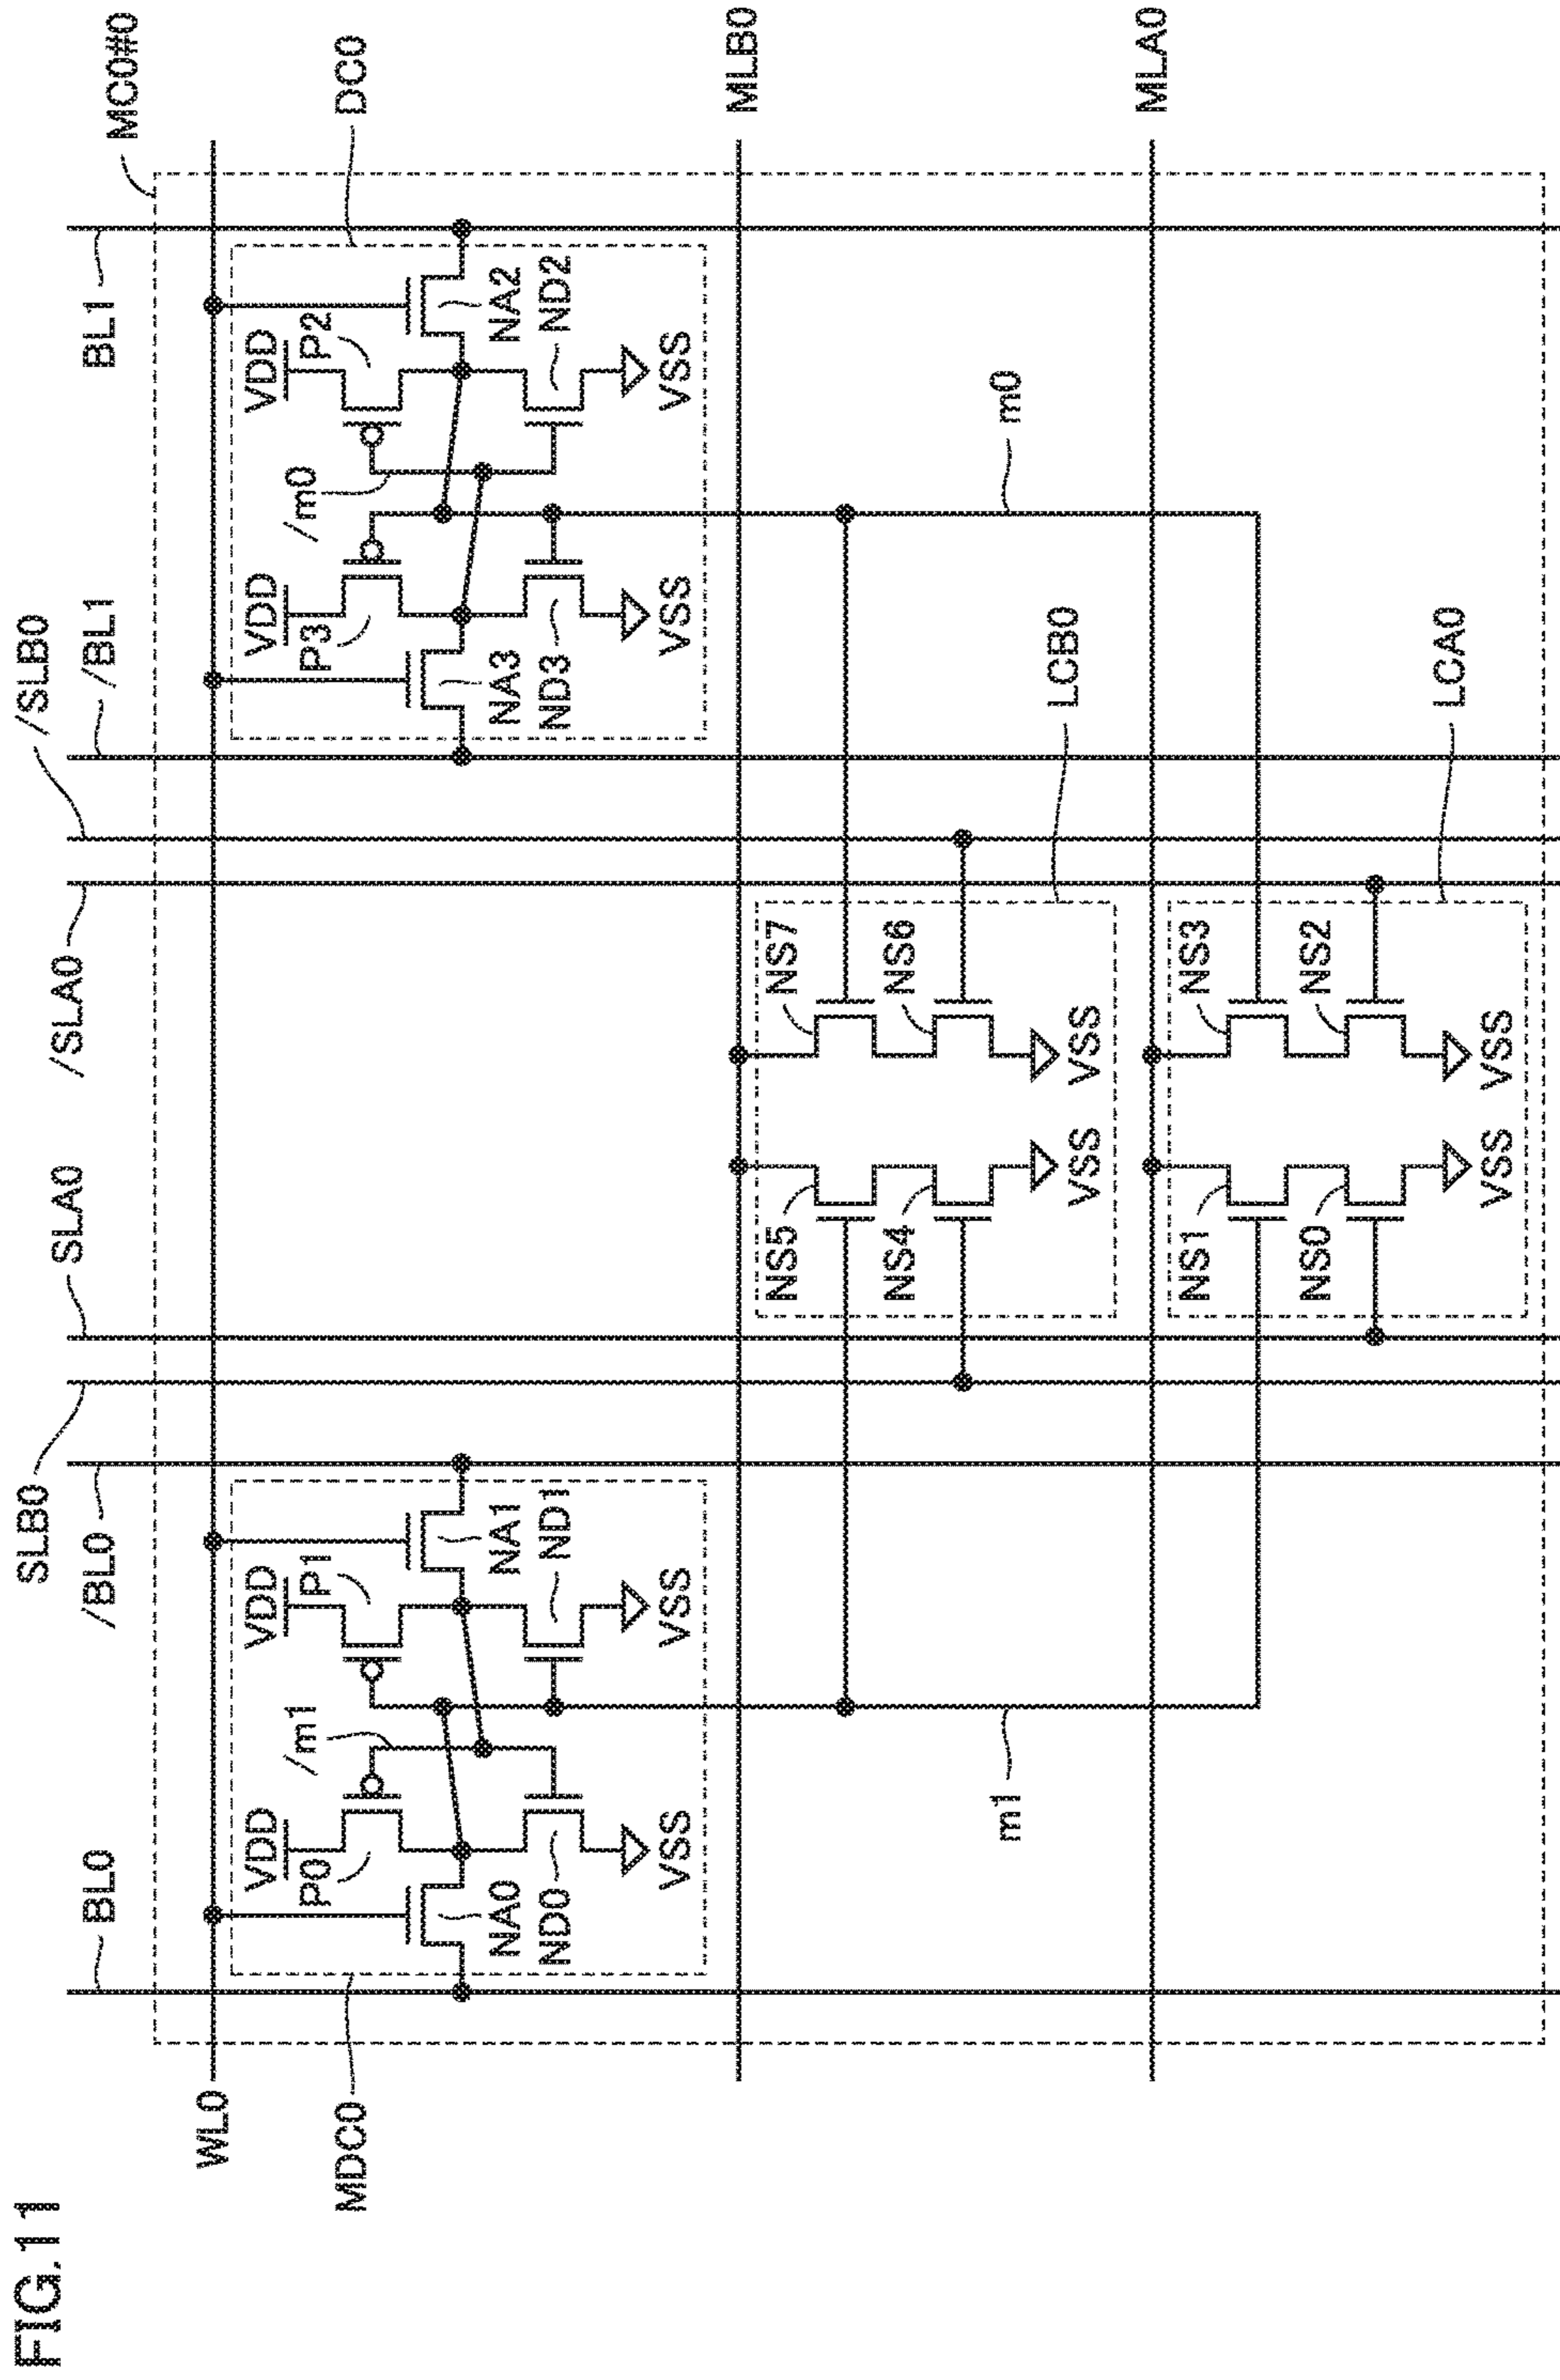 FIG.11
SLB0
/SLB0
SLA0
/SLA0
BL0
/BL0
/BL1
BL1
MC0#0
WL0
MDC0
DC0
VDD
VDD
VDD
VDD
P0
/m1
P1
P3
/m0
P2
NA0
NA1
NA3
NA2
ND0
ND1
ND3
ND2
VSS
VSS
VSS
VSS
MLB0
NS5
NS7
NS4
NS6
m1
m0
VSS
VSS
LCB0
MLA0
NS1
NS3
NS0
NS2
LCA0
VSS
VSS